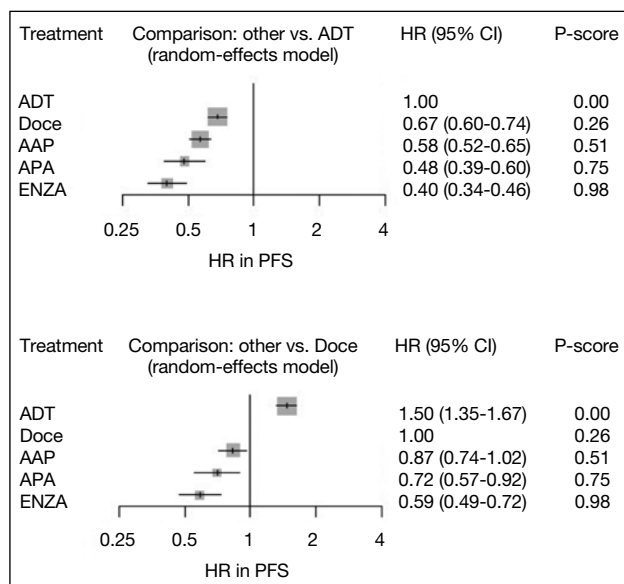 Treatment Comparison: other vs. ADT HR (95% CI) P-score
(random-effects model)
ADT 1.00 0.00
Doce 0.67 (0.60-0.74) 0.26
AAP 0.58 (0.52-0.65) 0.51
APA 0.48 (0.39-0.60) 0.75
ENZA 0.40 (0.34-0.46) 0.98
0.25 0.5 1 2 4
HR in PFS
Treatment Comparison: other vs. Doce HR (95% CI) P-score
(random-effects model)
ADT 1.50 (1.35-1.67) 0.00
Doce 1.00 0.26
AAP 0.87 (0.74-1.02) 0.51
APA 0.72 (0.57-0.92) 0.75
ENZA 0.59 (0.49-0.72) 0.98
0.25 0.5 1 2 4
HR in PFS